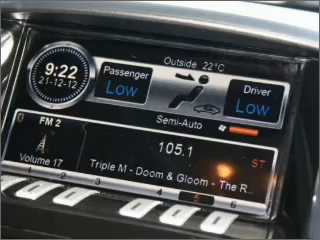 Outside 22°C
9:22
21-12-12
Passenger
Low
Driver
Low
Semi-Auto
FM 2
105.1
ST
Volume 17
Triple M - Doom & Gloom - The R...
1 2 3 4 5 6